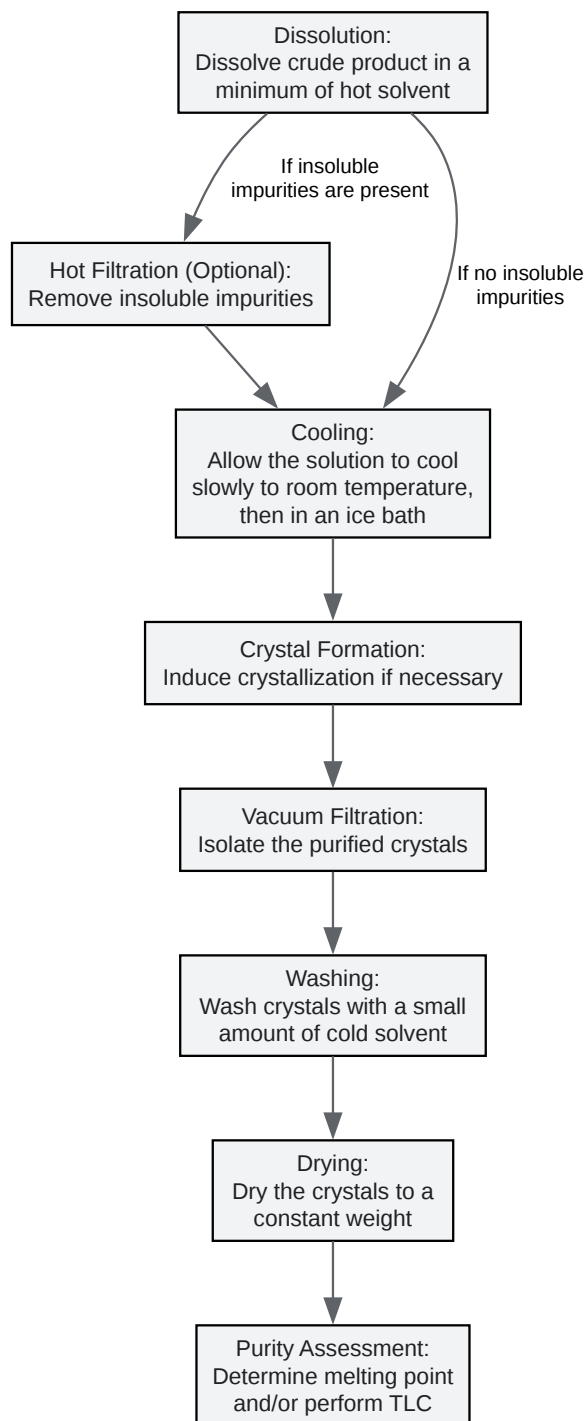 Dissolution:
Dissolve crude product in a
minimum of hot solvent
If insoluble
impurities are present
Hot Filtration (Optional):
Remove insoluble impurities
If no insoluble
impurities
Cooling:
Allow the solution to cool
slowly to room temperature,
then in an ice bath
Crystal Formation:
Induce crystallization if necessary
Vacuum Filtration:
Isolate the purified crystals
Washing:
Wash crystals with a small
amount of cold solvent
Drying:
Dry the crystals to a
constant weight
Purity Assessment:
Determine melting point
and/or perform TLC